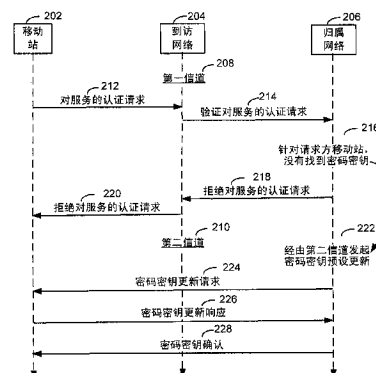 202
移动
站
204
到访
网络
206
归属
网络
208
第一信道
212
对服务的认证请求
214
验证对服务的认证请求
216
针对请求方移动站,
没有找到密码密钥
218
拒绝对服务的认证请求
220
拒绝对服务的认证请求
210
第二信道
222
经由第二信道发起
密码密钥预设更新
224
密码密钥更新请求
226
密码密钥更新响应
228
密码密钥确认